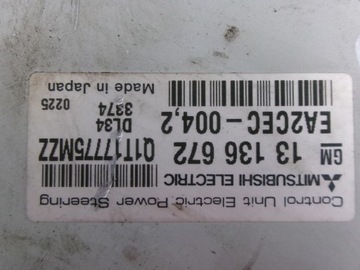 Control Unit Electric Power Steering
MITSUBISHI ELECTRIC
GM 13 136 672
EA2CEC-004,2
Q1T17775MZZ
DL34
3374
0225
Made in Japan